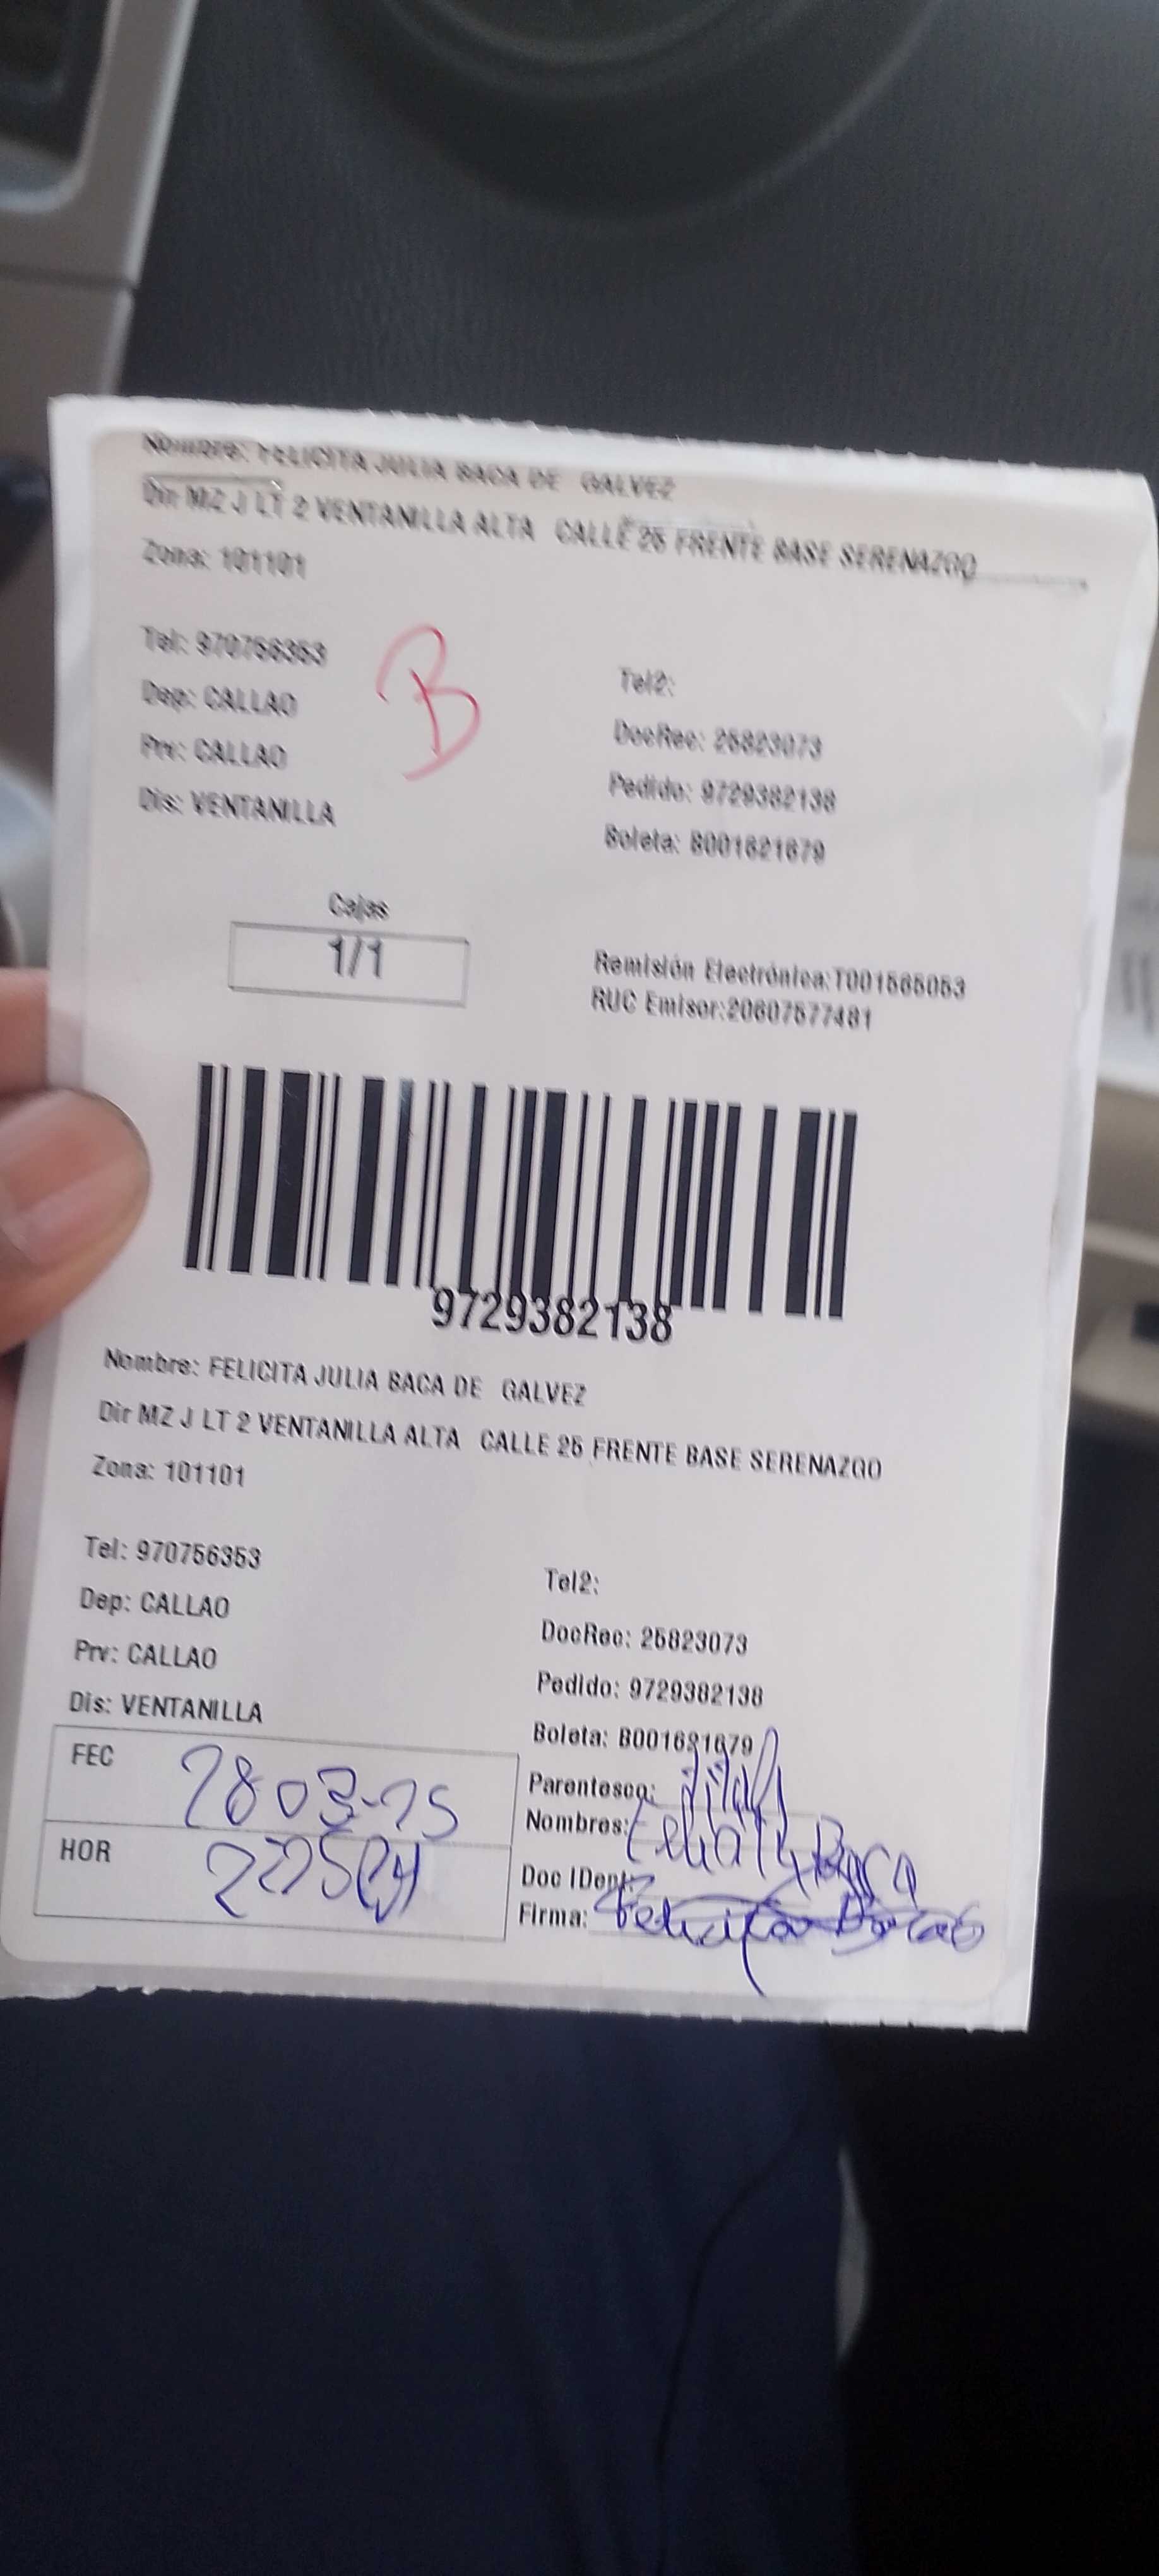 Nombre: FELICITA JULIA BACA DE GALVEZ
Dir MZ J LT 2 VENTANILLA ALTA CALLE 25 FRENTE BASE SERENAZGO
Zona: 101101
Tel: 970756353
Tel2:
Dep: CALLAO
DocRec: 25823073
Prv: CALLAO
Pedido: 9729382138
Dis: VENTANILLA
Boleta: B001621679
B
Cajas
1/1
Remisión Electrónica:T001565053
RUC Emisor:20607577481
9729382138
Nombre: FELICITA JULIA BACA DE GALVEZ
Dir MZ J LT 2 VENTANILLA ALTA CALLE 25 FRENTE BASE SERENAZGO
Zona: 101101
Tel: 970756353
Tel2:
Dep: CALLAO
DocRec: 25823073
Prv: CALLAO
Pedido: 9729382138
Dis: VENTANILLA
Boleta: B001621679
FEC 28 03-25
Parentesco:
Nombres: Baca
HOR
Doc IDent:
Firma: